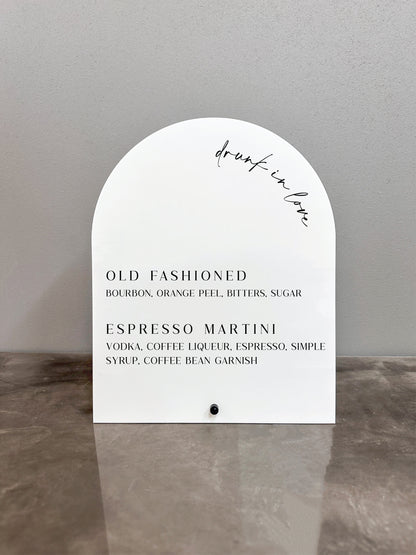 drunk in love
OLD FASHIONED
BOURBON, ORANGE PEEL, BITTERS, SUGAR
ESPRESSO MARTINI
VODKA, COFFEE LIQUEUR, ESPRESSO, SIMPLE
SYRUP, COFFEE BEAN GARNISH